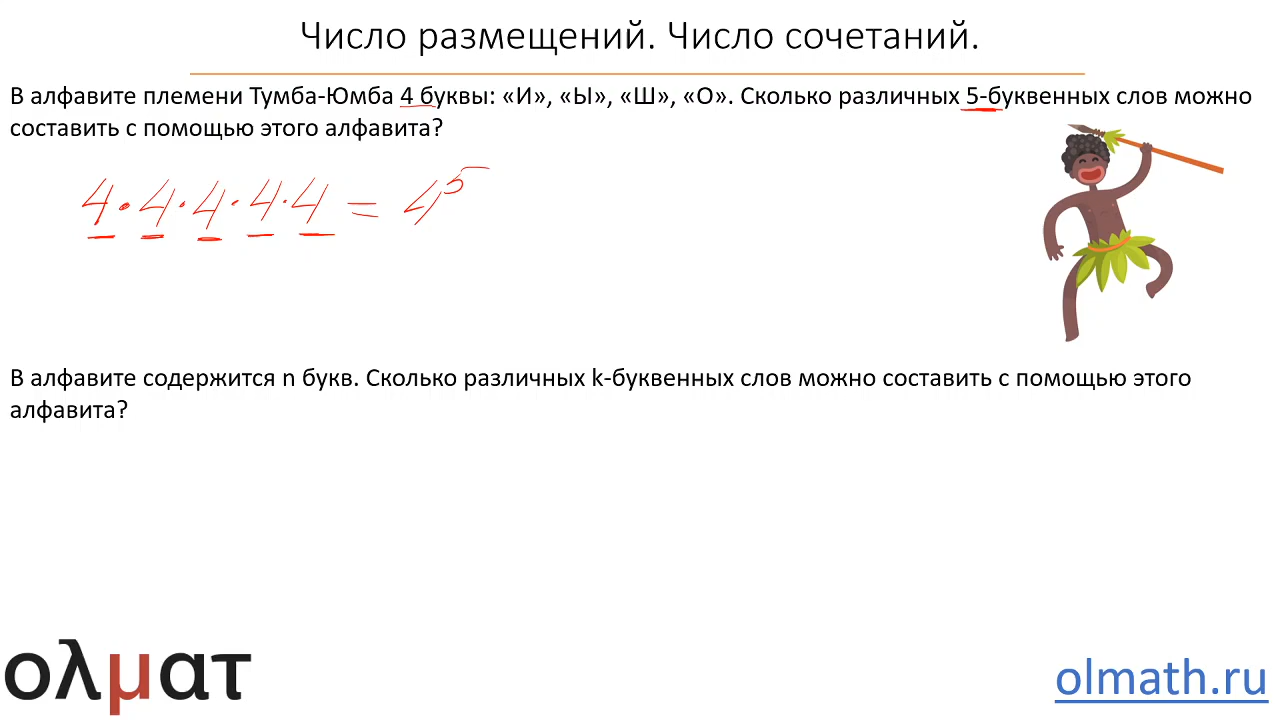 Число размещений. Число сочетаний.
В алфавите племени Тумба-Юмба 4 буквы: «И», «Ы», «Ш», «О». Сколько различных 5-буквенных слов можно
составить с помощью этого алфавита?
4 · 4 · 4 · 4 · 4 = 4⁵
В алфавите содержится n букв. Сколько различных k-буквенных слов можно составить с помощью этого
алфавита?
ολματ
olmath.ru